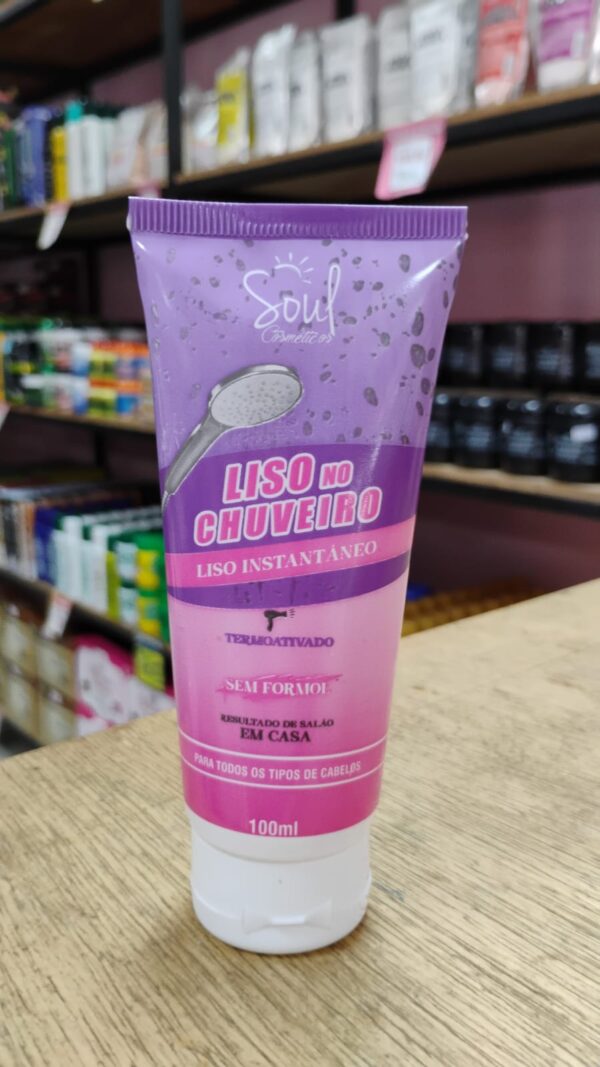 Soul
Cosméticos
LISO NO
CHUVEIRO
LISO INSTANTÂNEO
TERMOATIVADO
SEM FORMOL
RESULTADO DE SALÃO
EM CASA
PARA TODOS OS TIPOS DE CABELOS
100ml